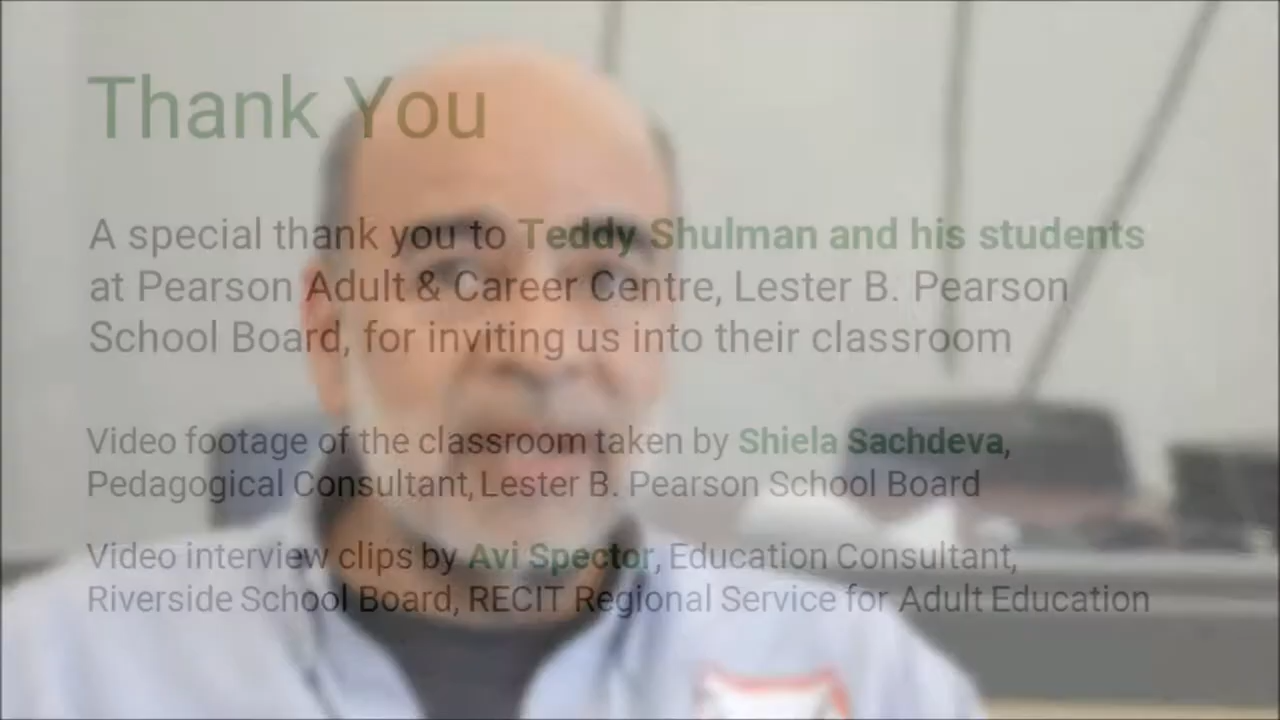 Thank You
A special thank you to Teddy Shulman and his students
at Pearson Adult & Career Centre, Lester B. Pearson
School Board, for inviting us into their classroom
Video footage of the classroom taken by Shiela Sachdeva,
Pedagogical Consultant, Lester B. Pearson School Board
Video interview clips by Avi Spector, Education Consultant,
Riverside School Board, RECIT Regional Service for Adult Education